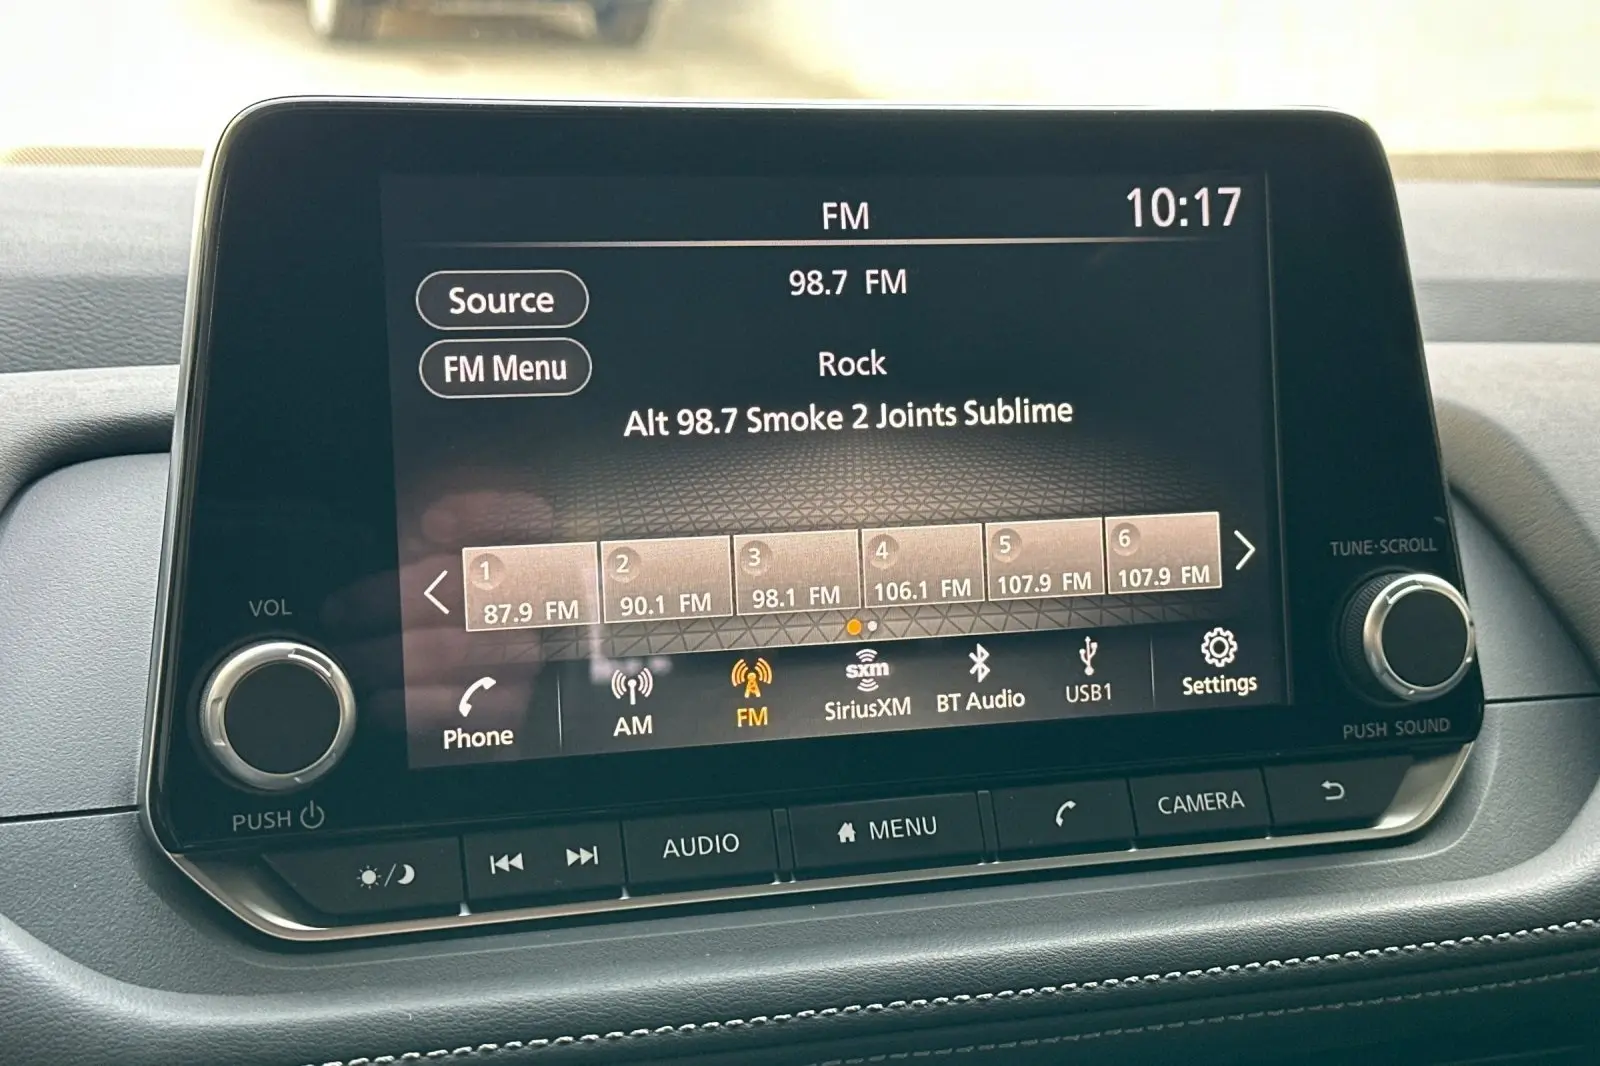 FM
10:17
Source
98.7 FM
FM Menu
Rock
Alt 98.7 Smoke 2 Joints Sublime
1
87.9 FM
2
90.1 FM
3
98.1 FM
4
106.1 FM
5
107.9 FM
6
107.9 FM
Phone
AM
FM
sxm
SiriusXM
BT Audio
USB1
Settings
VOL
PUSH
TUNE·SCROLL
PUSH SOUND
AUDIO
MENU
CAMERA